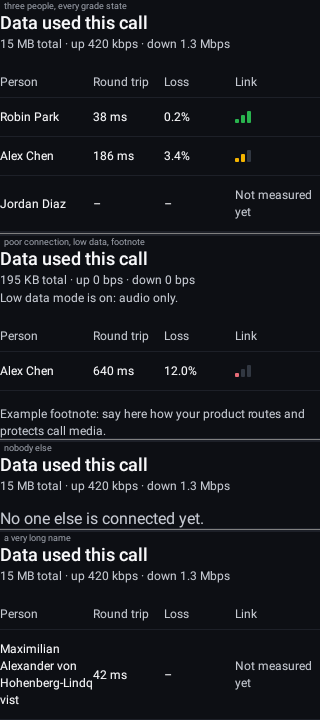 three people, every grade state
Data used this call
15 MB total · up 420 kbps · down 1.3 Mbps
Person Round trip Loss Link
Robin Park 38 ms 0.2%
Alex Chen 186 ms 3.4%
Jordan Diaz – – Not measured yet
poor connection, low data, footnote
Data used this call
195 KB total · up 0 bps · down 0 bps
Low data mode is on: audio only.
Person Round trip Loss Link
Alex Chen 640 ms 12.0%
Example footnote: say here how your product routes and
protects call media.
nobody else
Data used this call
15 MB total · up 420 kbps · down 1.3 Mbps
No one else is connected yet.
a very long name
Data used this call
15 MB total · up 420 kbps · down 1.3 Mbps
Person Round trip Loss Link
Maximilian
Alexander von
Hohenberg-Lindq
vist
42 ms – Not measured
yet